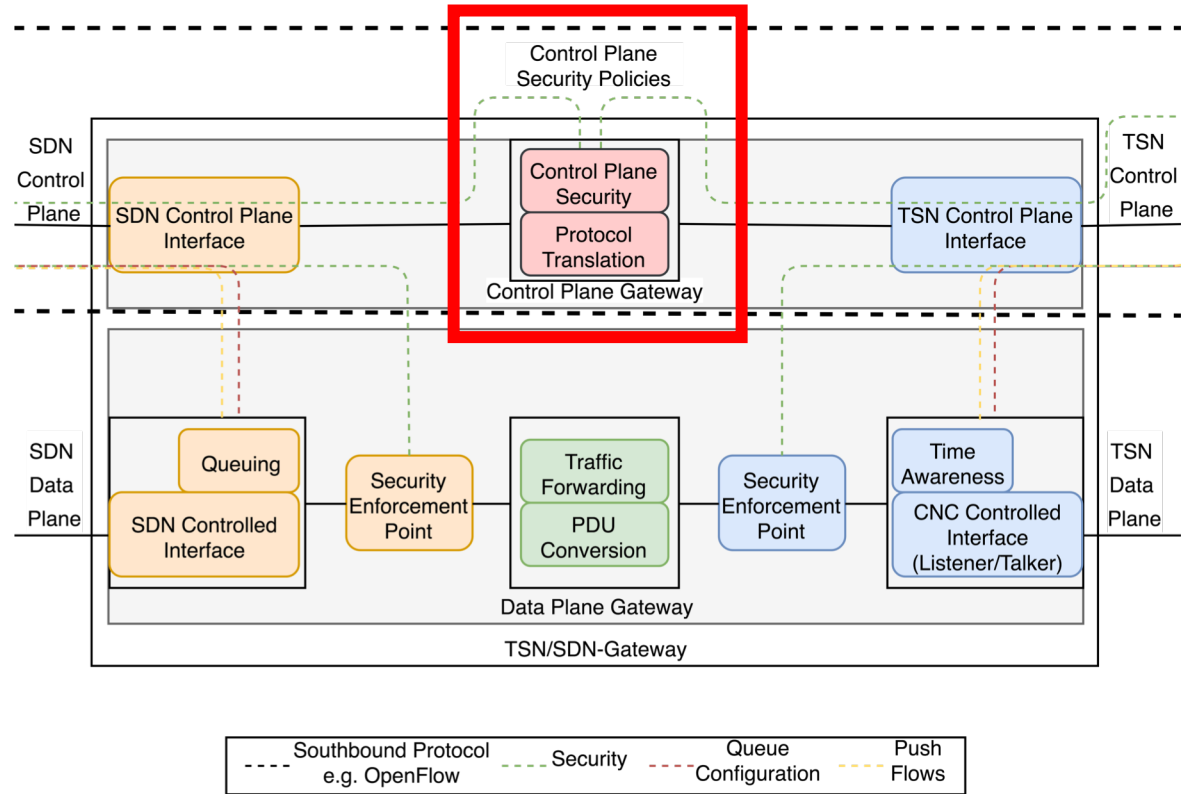 Control Plane
Security Policies
SDN
Control
Plane
TSN
Control
Plane
SDN Control Plane
Interface
Control Plane
Security
Protocol
Translation
Control Plane Gateway
TSN Control Plane
Interface
SDN
Data
Plane
TSN
Data
Plane
Queuing
SDN Controlled
Interface
Security
Enforcement
Point
Traffic
Forwarding
PDU
Conversion
Security
Enforcement
Point
Time
Awareness
CNC Controlled
Interface
(Listener/Talker)
Data Plane Gateway
TSN/SDN-Gateway
Southbound Protocol
e.g. OpenFlow
Security
Queue
Configuration
Push
Flows